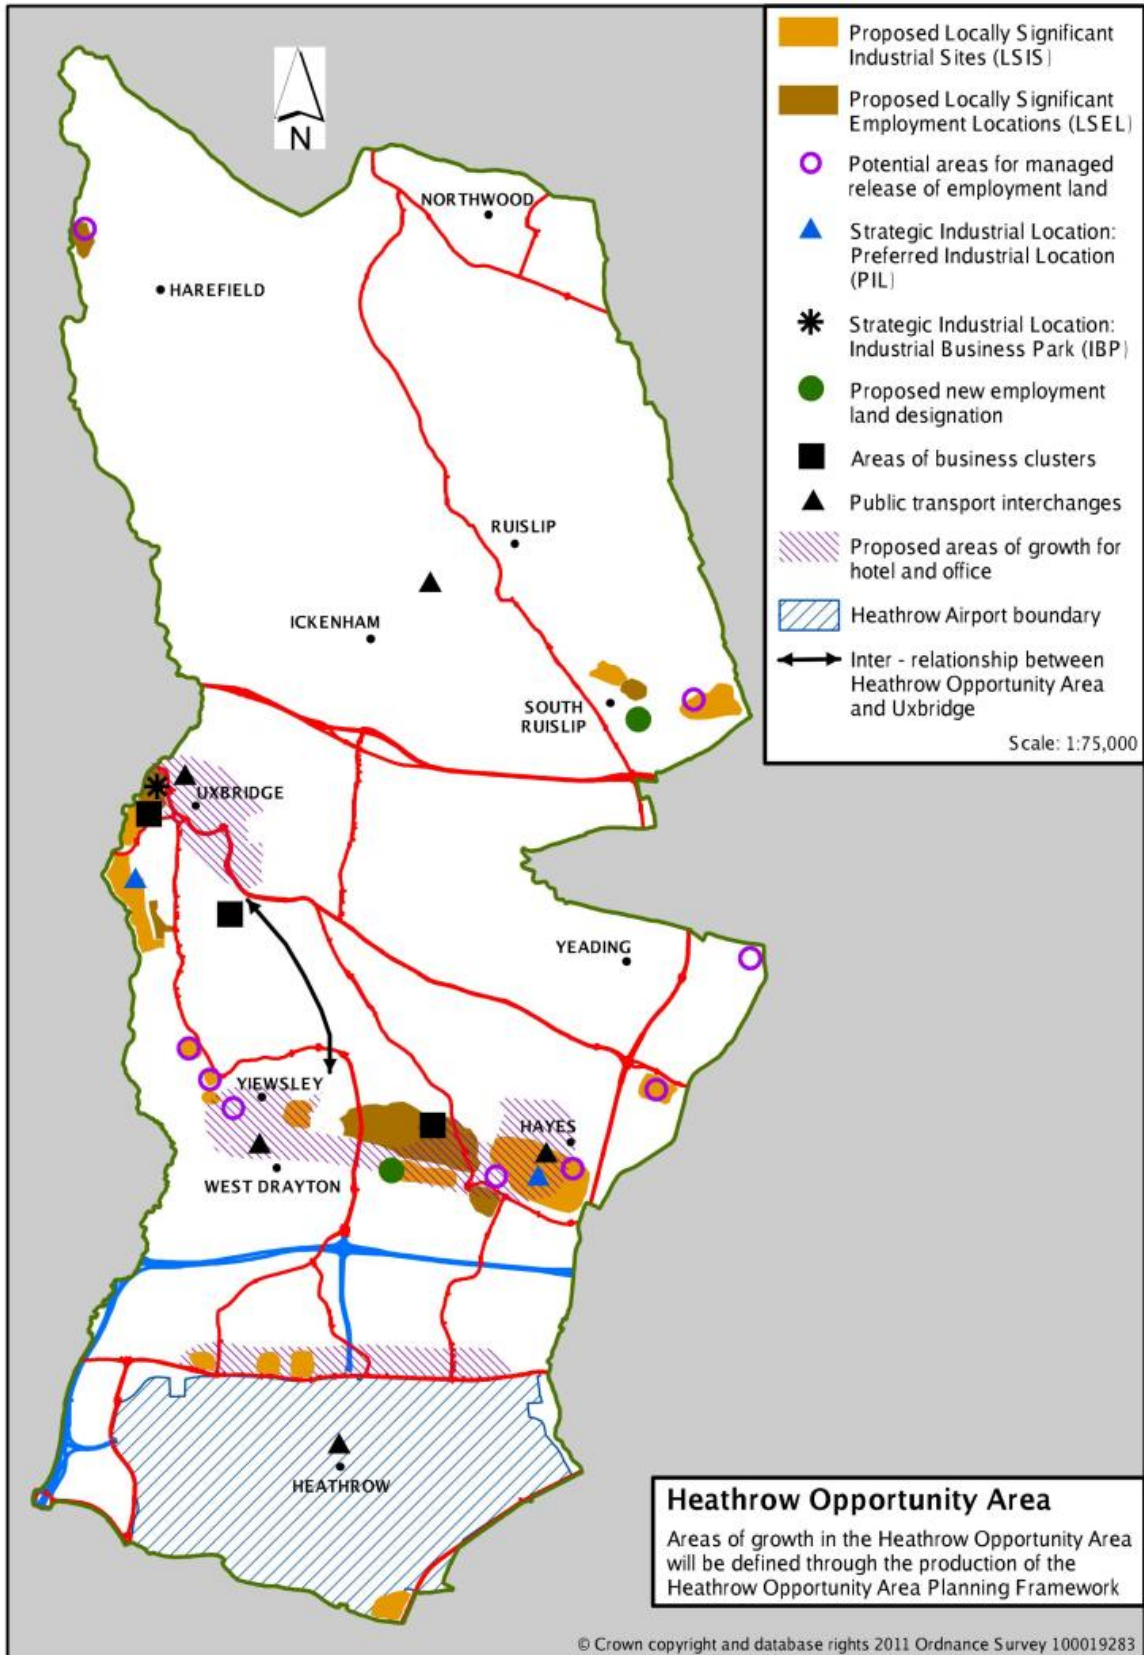 Proposed Locally Significant
Industrial Sites (LSIS)
Proposed Locally Significant
Employment Locations (LSEL)
Potential areas for managed
release of employment land
Strategic Industrial Location:
Preferred Industrial Location
(PIL)
Strategic Industrial Location:
Industrial Business Park (IBP)
Proposed new employment
land designation
Areas of business clusters
Public transport interchanges
Proposed areas of growth for
hotel and office
Heathrow Airport boundary
Inter - relationship between
Heathrow Opportunity Area
and Uxbridge
Scale: 1:75,000
N
NORTHWOOD
HAREFIELD
RUISLIP
ICKENHAM
SOUTH
RUISLIP
UXBRIDGE
YEADING
YIEWSLEY
HAYES
WEST DRAYTON
HEATHROW
Heathrow Opportunity Area
Areas of growth in the Heathrow Opportunity Area
will be defined through the production of the
Heathrow Opportunity Area Planning Framework
© Crown copyright and database rights 2011 Ordnance Survey 100019283